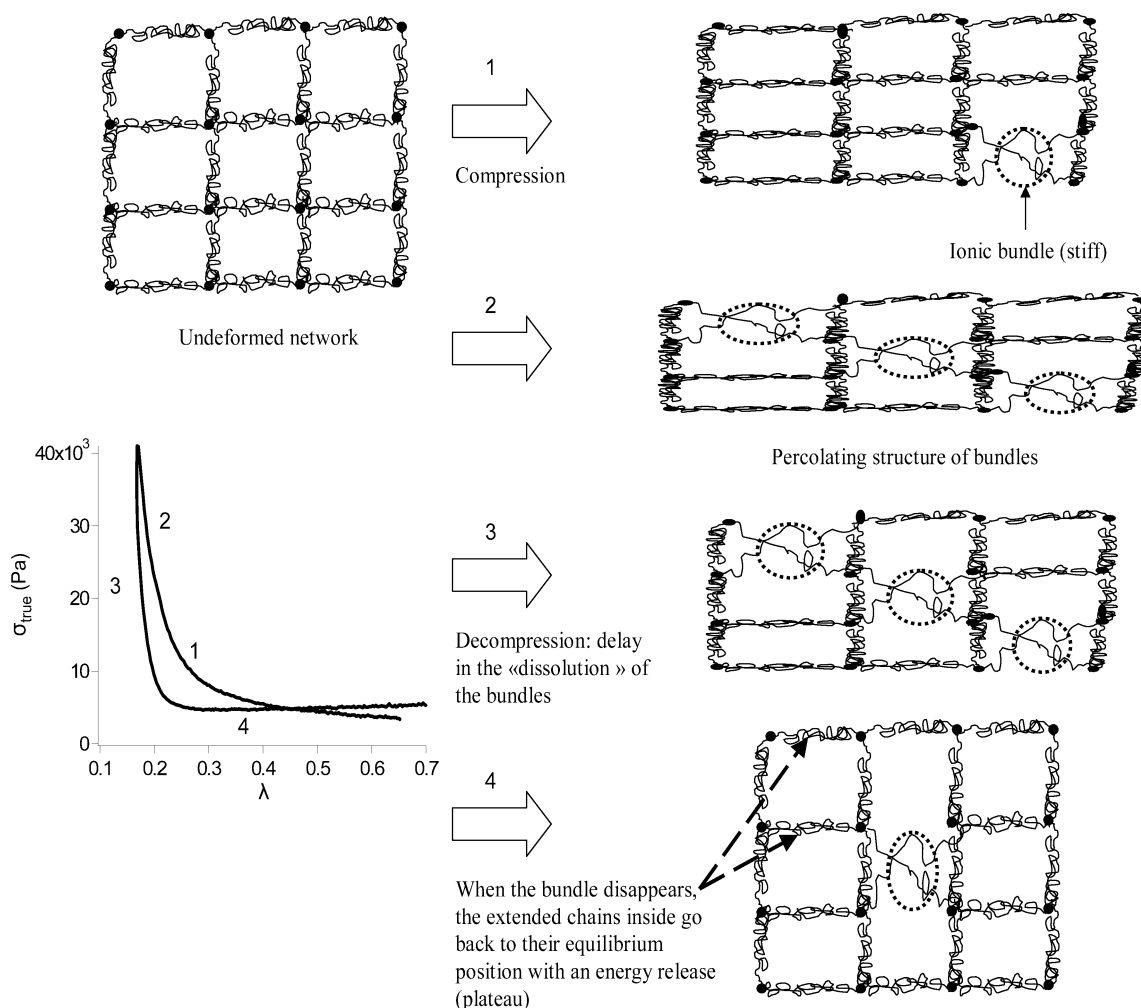 1
Compression
Ionic bundle (stiff)
Undeformed network
2
Percolating structure of bundles
40x10³
30
20
10
0
σtrue (Pa)
0.1 0.2 0.3 0.4 0.5 0.6 0.7
λ
2
3
1
4
3
Decompression: delay
in the «dissolution » of
the bundles
4
When the bundle disappears,
the extended chains inside go
back to their equilibrium
position with an energy release
(plateau)